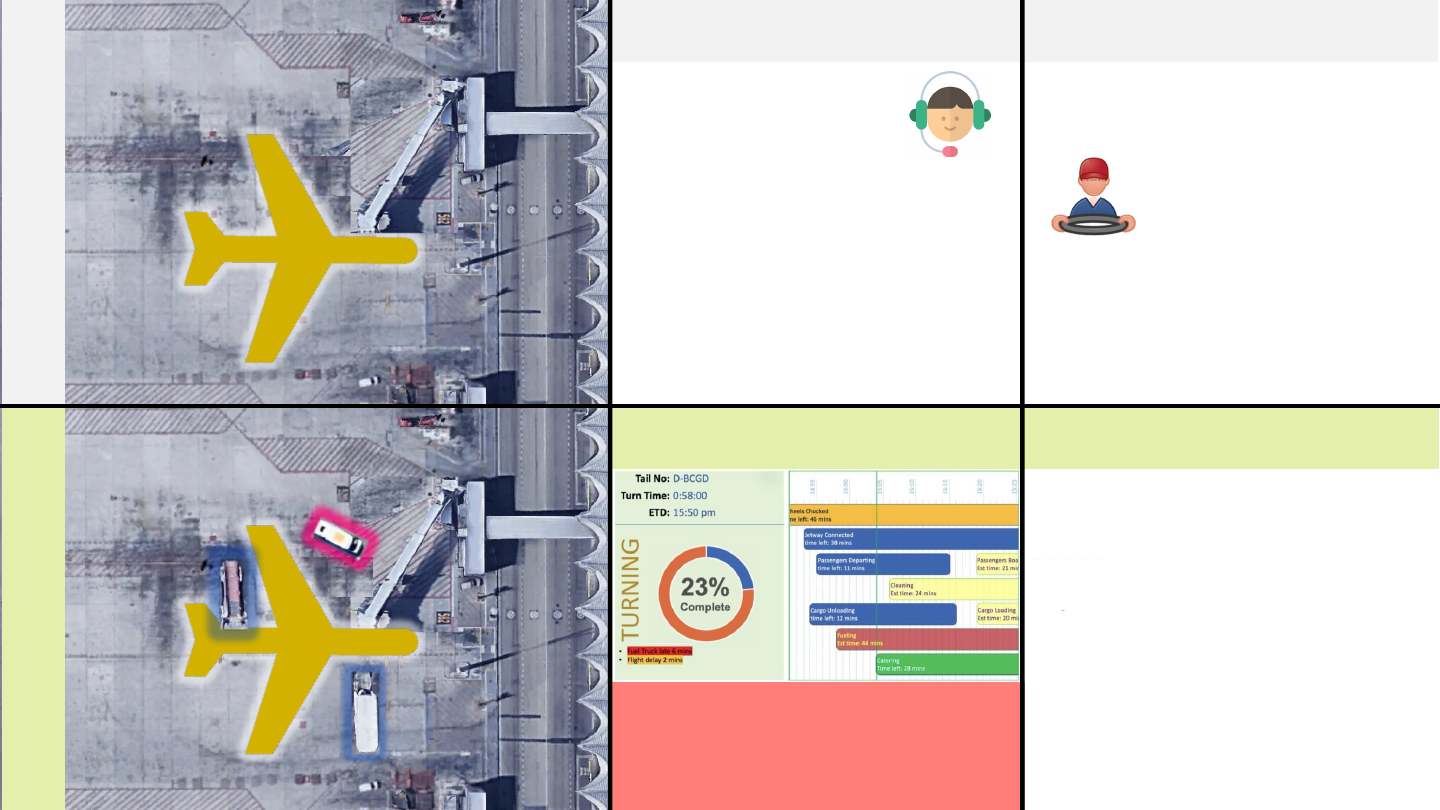 Tail No: D-BCGD
Turn Time: 0:58:00
ETD: 15:50 pm
TURNING
23%
Complete
Fuel Truck late 6 mins
Flight delay 2 mins
14:55 15:00 15:05 15:10 15:15 15:20 15:25
heels Chocked
me left: 46 mins
Jetway Connected
time left: 38 mins
Passengers Departing
time left: 11 mins
Passengers Boa
Est time: 21 mi
Cleaning
Est time: 24 mins
Cargo Unloading
time left: 12 mins
Cargo Loading
Est time: 20 mi
Fueling
Est time: 44 mins
Catering
Time left: 28 mins